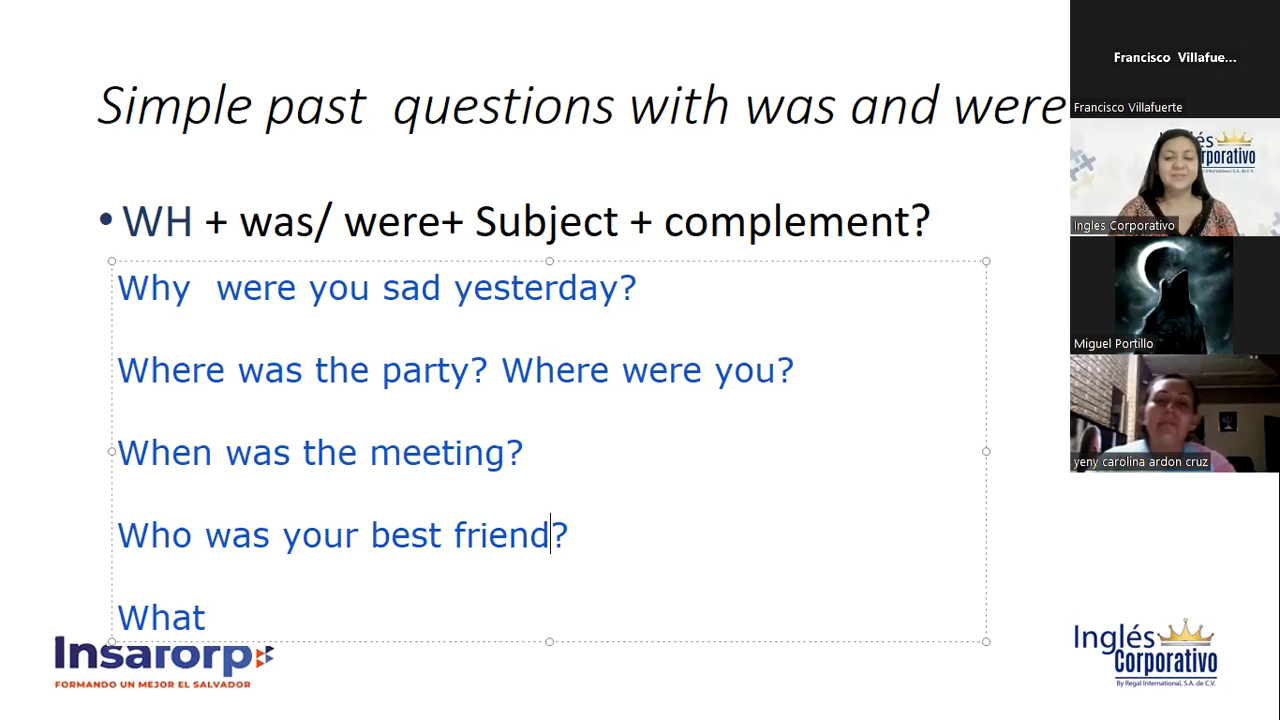 Simple past questions with was and were
• WH + was/ were+ Subject + complement?
Why were you sad yesterday?
Where was the party? Where were you?
When was the meeting?
Who was your best friend?
What
Insaforp
FORMANDO UN MEJOR EL SALVADOR
Inglés
Corporativo
By Regal International, S.A. de C.V.
Francisco Villafue...
Francisco Villafuerte
Inglés
Corporativo
Ingles Corporativo
Miguel Portillo
yeny carolina ardon cruz